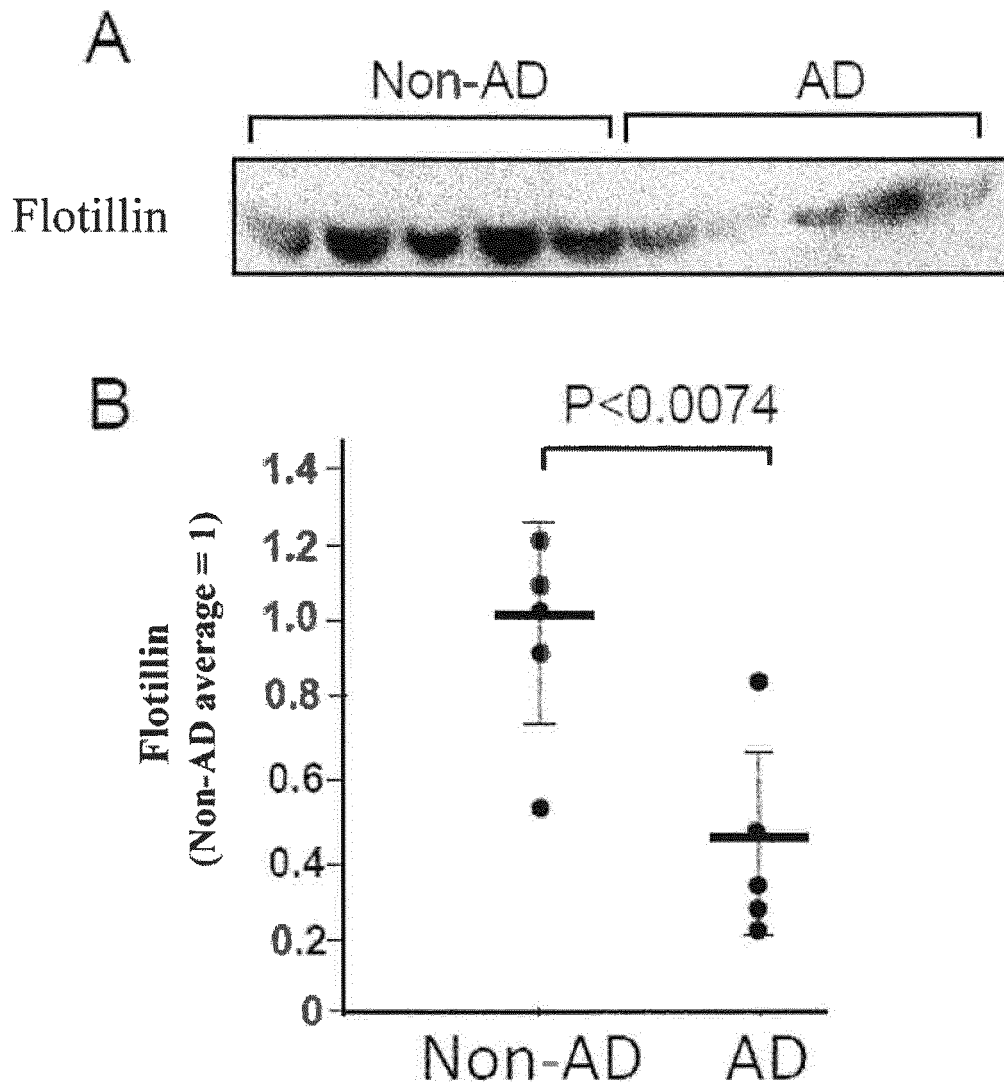 A
Non-AD AD
Flotillin
B
P<0.0074
Flotillin
(Non-AD average = 1)
1.4
1.2
1.0
0.8
0.6
0.4
0.2
0
Non-AD AD